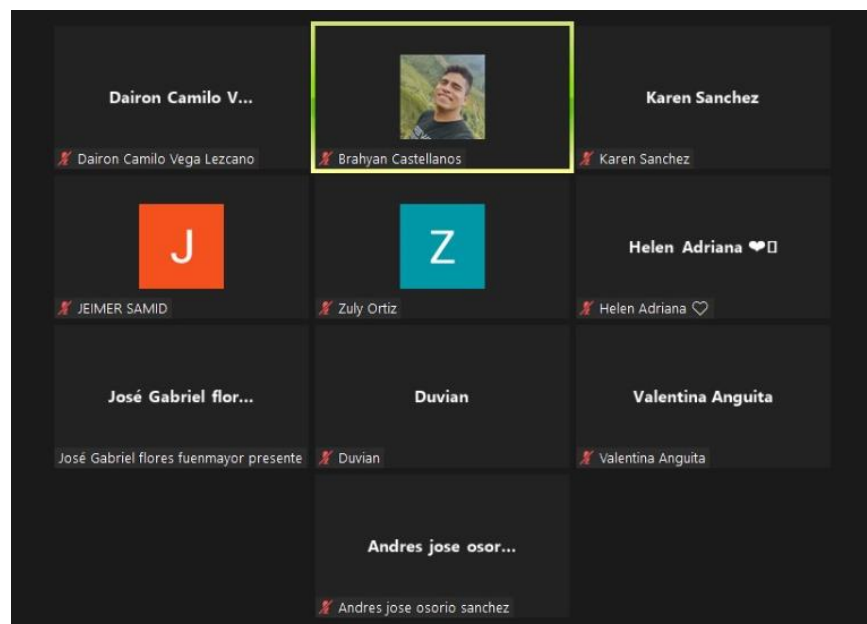 Dairon Camilo V...
Dairon Camilo Vega Lezcano
Brahyan Castellanos
Karen Sanchez
Karen Sanchez
J
JEIMER SAMID
Z
Zuly Ortiz
Helen Adriana ❤▯
Helen Adriana ♡
José Gabriel flor...
José Gabriel flores fuenmayor presente
Duvian
Duvian
Valentina Anguita
Valentina Anguita
Andres jose osor...
Andres jose osorio sanchez